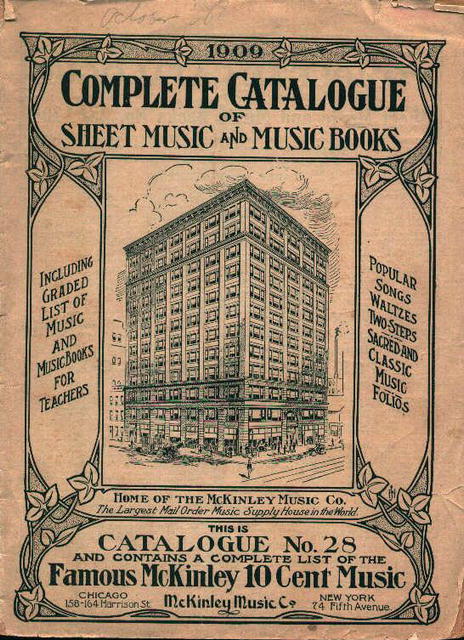 October
1909
COMPLETE CATALOGUE
OF
SHEET MUSIC AND MUSIC BOOKS
INCLUDING
GRADED
LIST OF
MUSIC
AND
MUSIC BOOKS
FOR
TEACHERS
POPULAR
SONGS
WALTZES
TWO-STEPS
SACRED AND
CLASSIC
MUSIC
FOLIOS
HOME OF THE MCKINLEY MUSIC CO.
The Largest Mail Order Music Supply House in the World.
THIS IS
CATALOGUE No. 28
AND CONTAINS A COMPLETE LIST OF THE
Famous McKinley 10 Cent Music
CHICAGO
158-164 Harrison St.
McKinley Music Co
NEW YORK
74 Fifth Avenue.